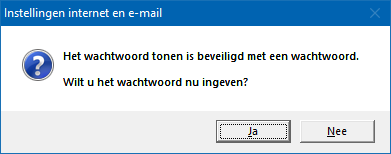 Instellingen internet en e-mail
Het wachtwoord tonen is beveiligd met een wachtwoord.
Wilt u het wachtwoord nu ingeven?
Ja
Nee